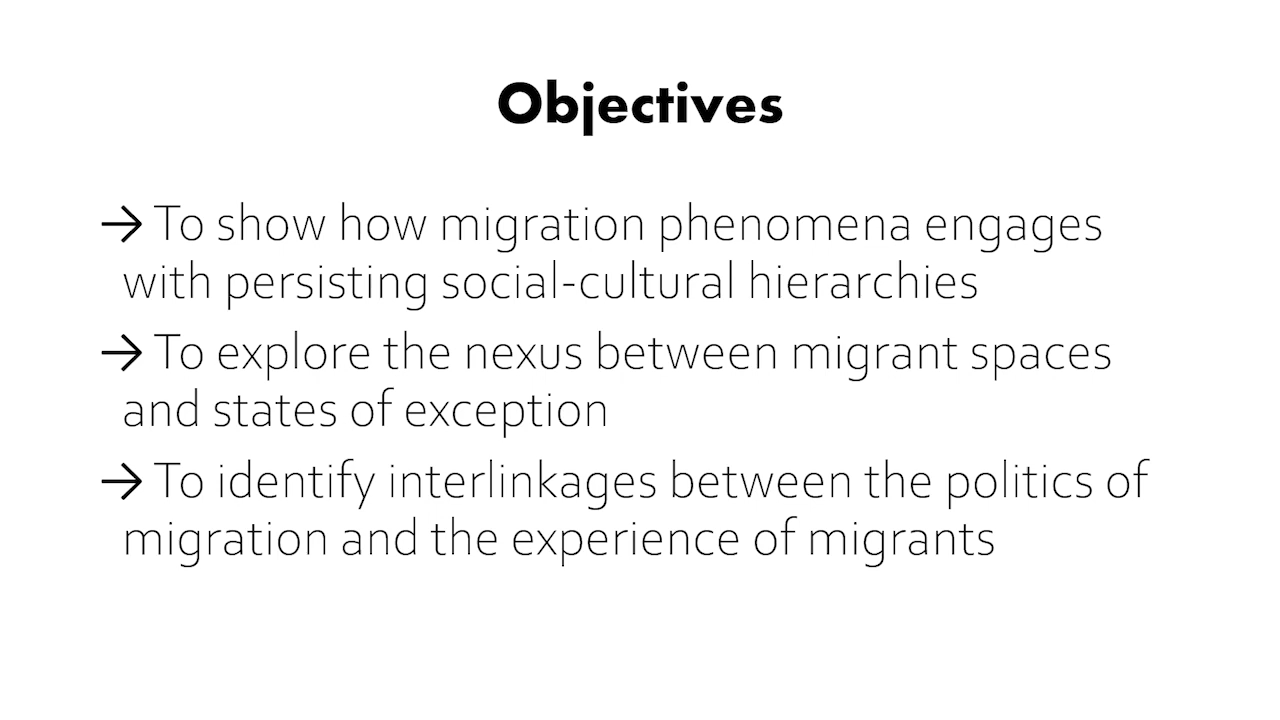 Objectives
→ To show how migration phenomena engages
with persisting social-cultural hierarchies
→ To explore the nexus between migrant spaces
and states of exception
→ To identify interlinkages between the politics of
migration and the experience of migrants